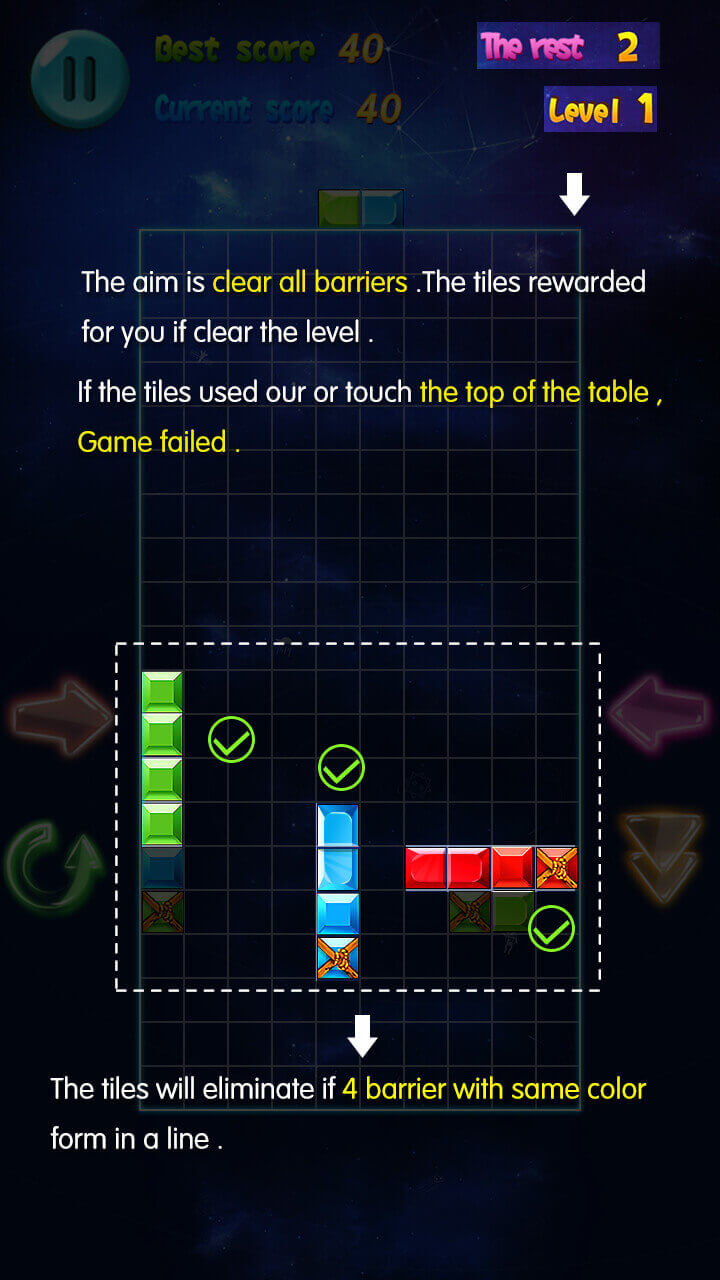 Best score 40
The rest 2
Current score 40
Level 1
The aim is clear all barriers .The tiles rewarded
for you if clear the level .
If the tiles used our or touch the top of the table ,
Game failed .
The tiles will eliminate if 4 barrier with same color
form in a line .